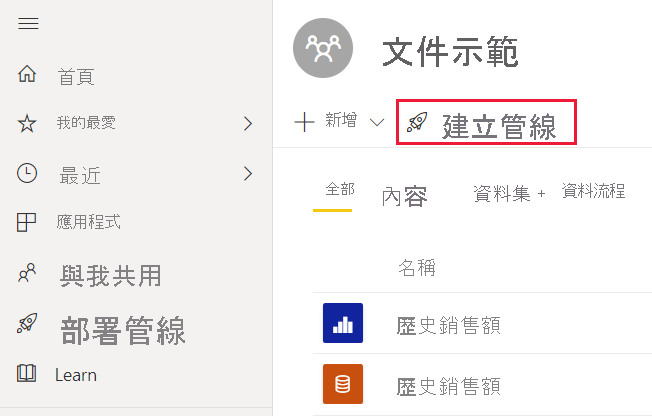 首頁
我的最愛
最近
應用程式
與我共用
部署管線
Learn
文件示範
新增
建立管線
全部 內容 資料集 + 資料流程
名稱
歷史銷售額
歷史銷售額